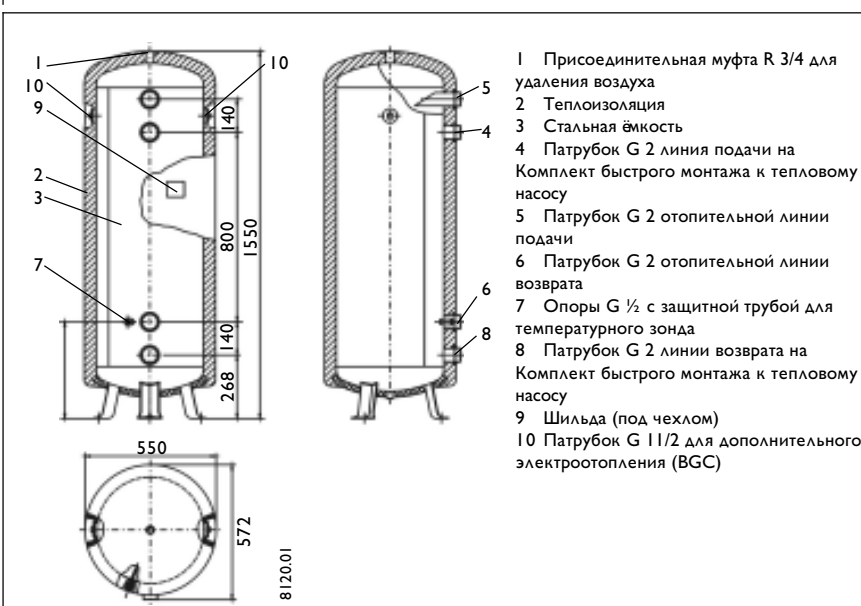 1
10
9
2
3
7
10
140
800
1550
140
268
5
4
6
8
550
572
8120.01
1 Присоединительная муфта R 3/4 для
удаления воздуха
2 Теплоизоляция
3 Стальная ёмкость
4 Патрубок G 2 линия подачи на
Комплект быстрого монтажа к тепловому
насосу
5 Патрубок G 2 отопительной линии
подачи
6 Патрубок G 2 отопительной линии
возврата
7 Опоры G ½ с защитной трубой для
температурного зонда
8 Патрубок G 2 линии возврата на
Комплект быстрого монтажа к тепловому
насосу
9 Шильда (под чехлом)
10 Патрубок G 11/2 для дополнительного
электроотопления (BGC)